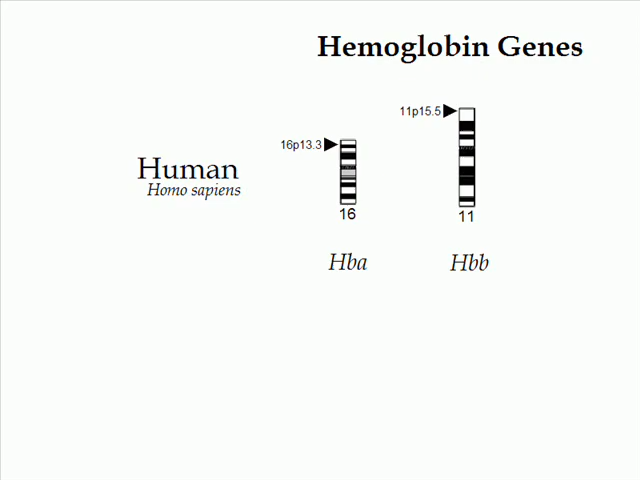 Hemoglobin Genes
11p15.5
16p13.3
Human
Homo sapiens
16
11
Hba
Hbb